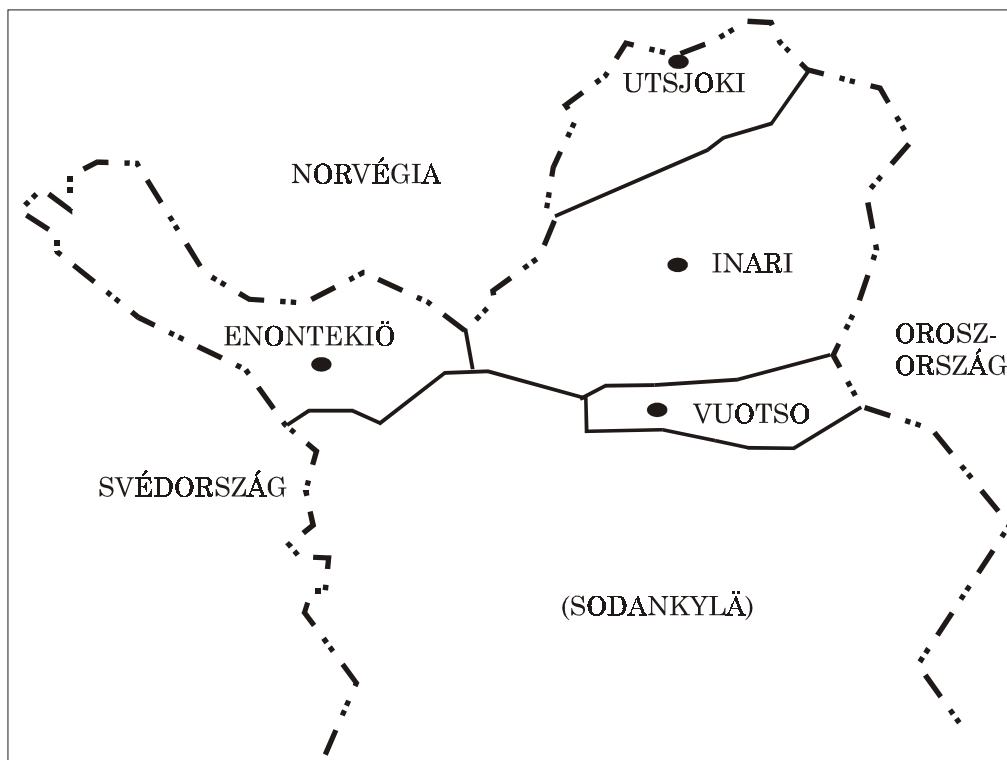 UTSJOKI
NORVÉGIA
INARI
ENONTEKIÖ
OROSZ-
ORSZÁG
VUOTSO
SVÉDORSZÁG
(SODANKYLÄ)